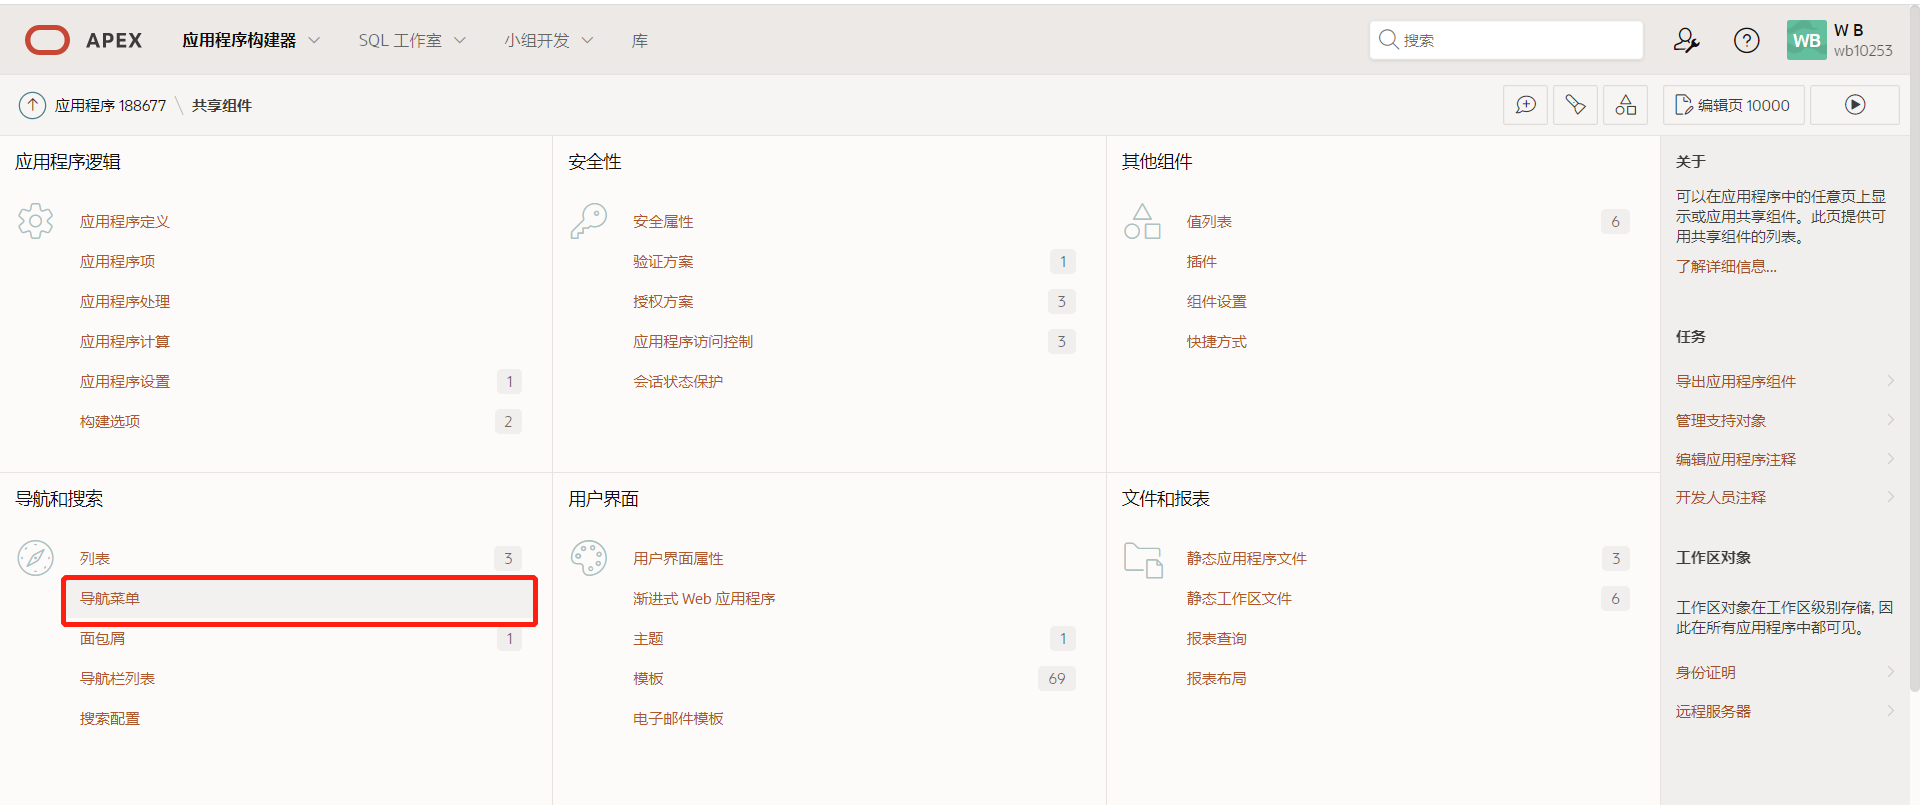 APEX
应用程序构建器
SQL 工作室
小组开发
库
搜索
WB
W B
wb10253
应用程序 188677 \ 共享组件
编辑页 10000
应用程序逻辑
应用程序定义
应用程序项
应用程序处理
应用程序计算
应用程序设置 1
构建选项 2
安全性
安全属性
验证方案 1
授权方案 3
应用程序访问控制 3
会话状态保护
其他组件
值列表 6
插件
组件设置
快捷方式
导航和搜索
列表 3
导航菜单
面包屑 1
导航栏列表
搜索配置
用户界面
用户界面属性
渐进式 Web 应用程序
主题 1
模板 69
电子邮件模板
文件和报表
静态应用程序文件 3
静态工作区文件 6
报表查询
报表布局
关于
可以在应用程序中的任意页上显
示或应用共享组件。此页提供可
用共享组件的列表。
了解详细信息...
任务
导出应用程序组件
管理支持对象
编辑应用程序注释
开发人员注释
工作区对象
工作区对象在工作区级别存储, 因
此在所有应用程序中都可见。
身份证明
远程服务器